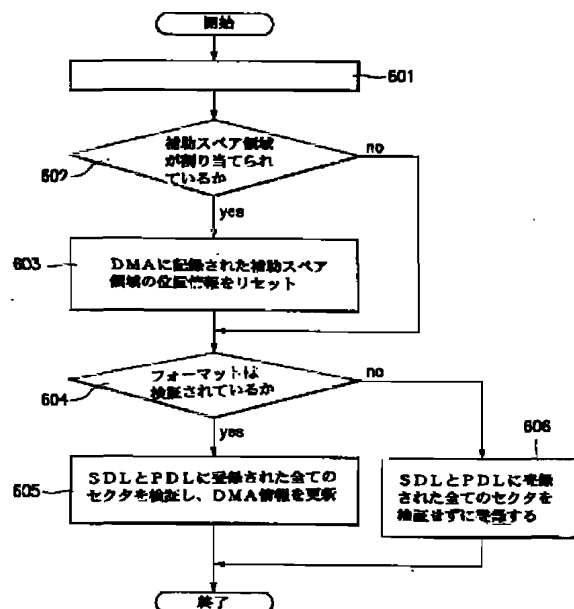 開始
601
補助スペア領域
が割り当てられ
ているか
no
602
yes
603
DMAに記録された補助スペア
領域の位置情報をリセット
フォーマットは
検証されているか
no
604
yes
606
605
SDLとPDLに登録された全ての
セクタを検証し、DMA情報を更新
SDLとPDLに登録
された全てのセクタを
検証せずに登録する
終了